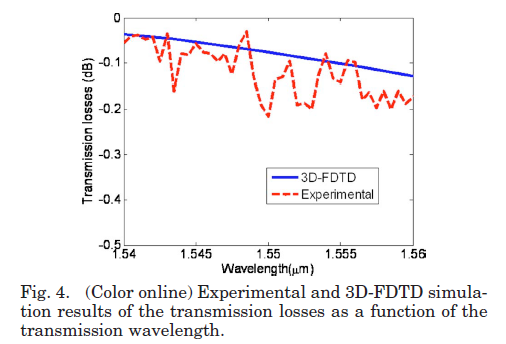 0
-0.1
-0.2
-0.3
-0.4
-0.5
Transmission losses (dB)
3D-FDTD
Experimental
1.54 1.545 1.55 1.555 1.56
Wavelength(μm)
Fig. 4. (Color online) Experimental and 3D-FDTD simula-
tion results of the transmission losses as a function of the
transmission wavelength.